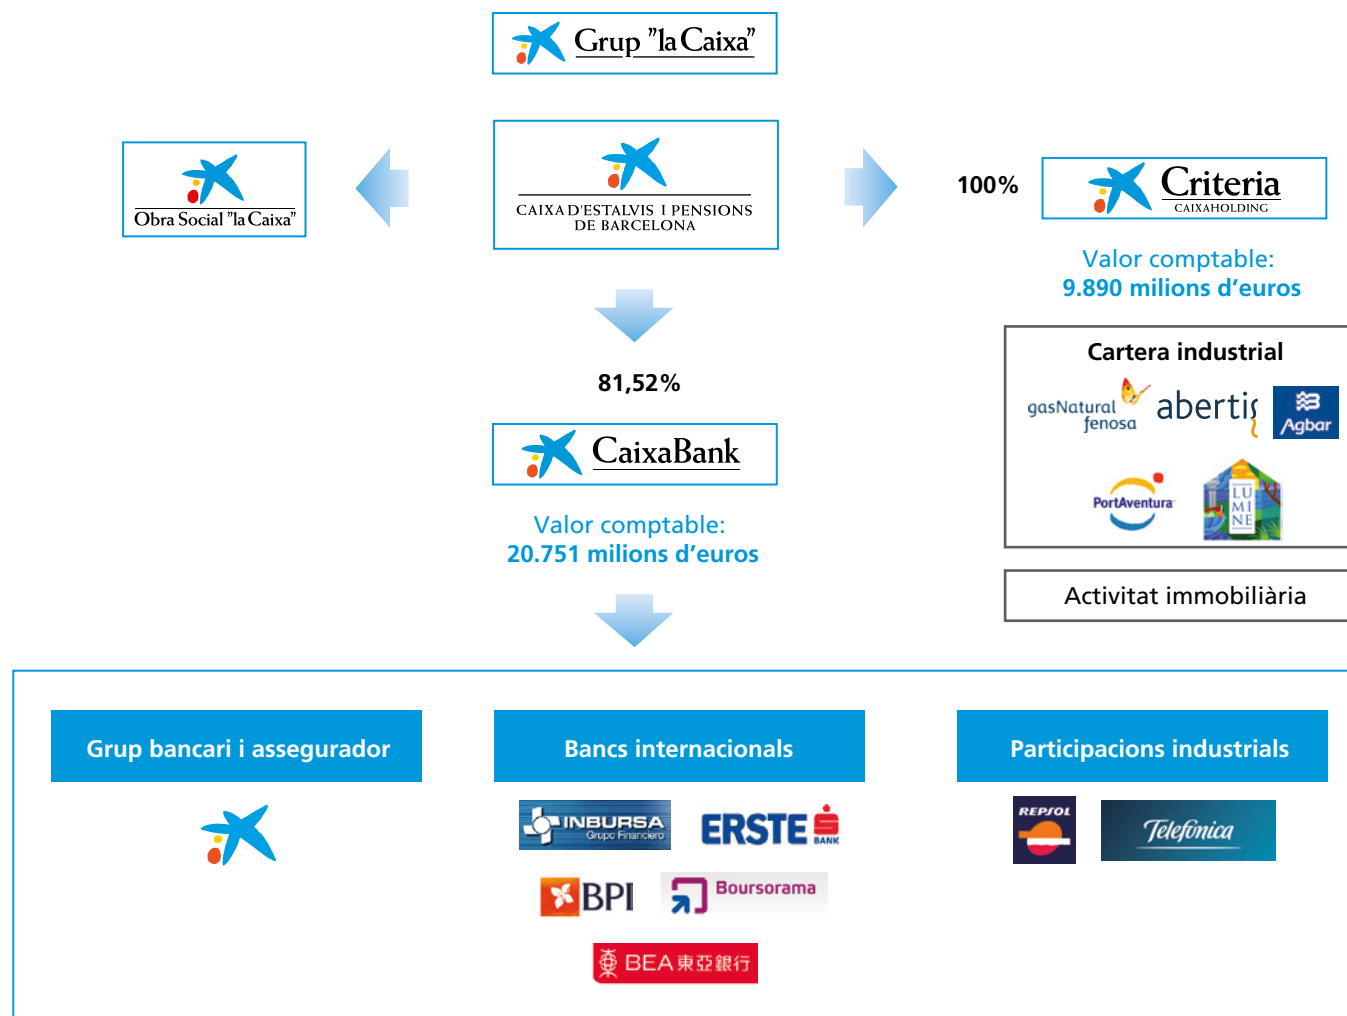 Grup "la Caixa"
Obra Social "la Caixa"
CAIXA D'ESTALVIS I PENSIONS
DE BARCELONA
100%
Criteria
CAIXAHOLDING
Valor comptable:
9.890 milions d'euros
Cartera industrial
gasNatural
fenosa
abertis
Agbar
PortAventura
LU
MI
NE
Activitat immobiliària
81,52%
CaixaBank
Valor comptable:
20.751 milions d'euros
Grup bancari i assegurador
Bancs internacionals
INBURSA
Grupo Financiero
ERSTE
BANK
BPI
Boursorama
BEA東亞銀行
Participacions industrials
REPSOL
Telefónica